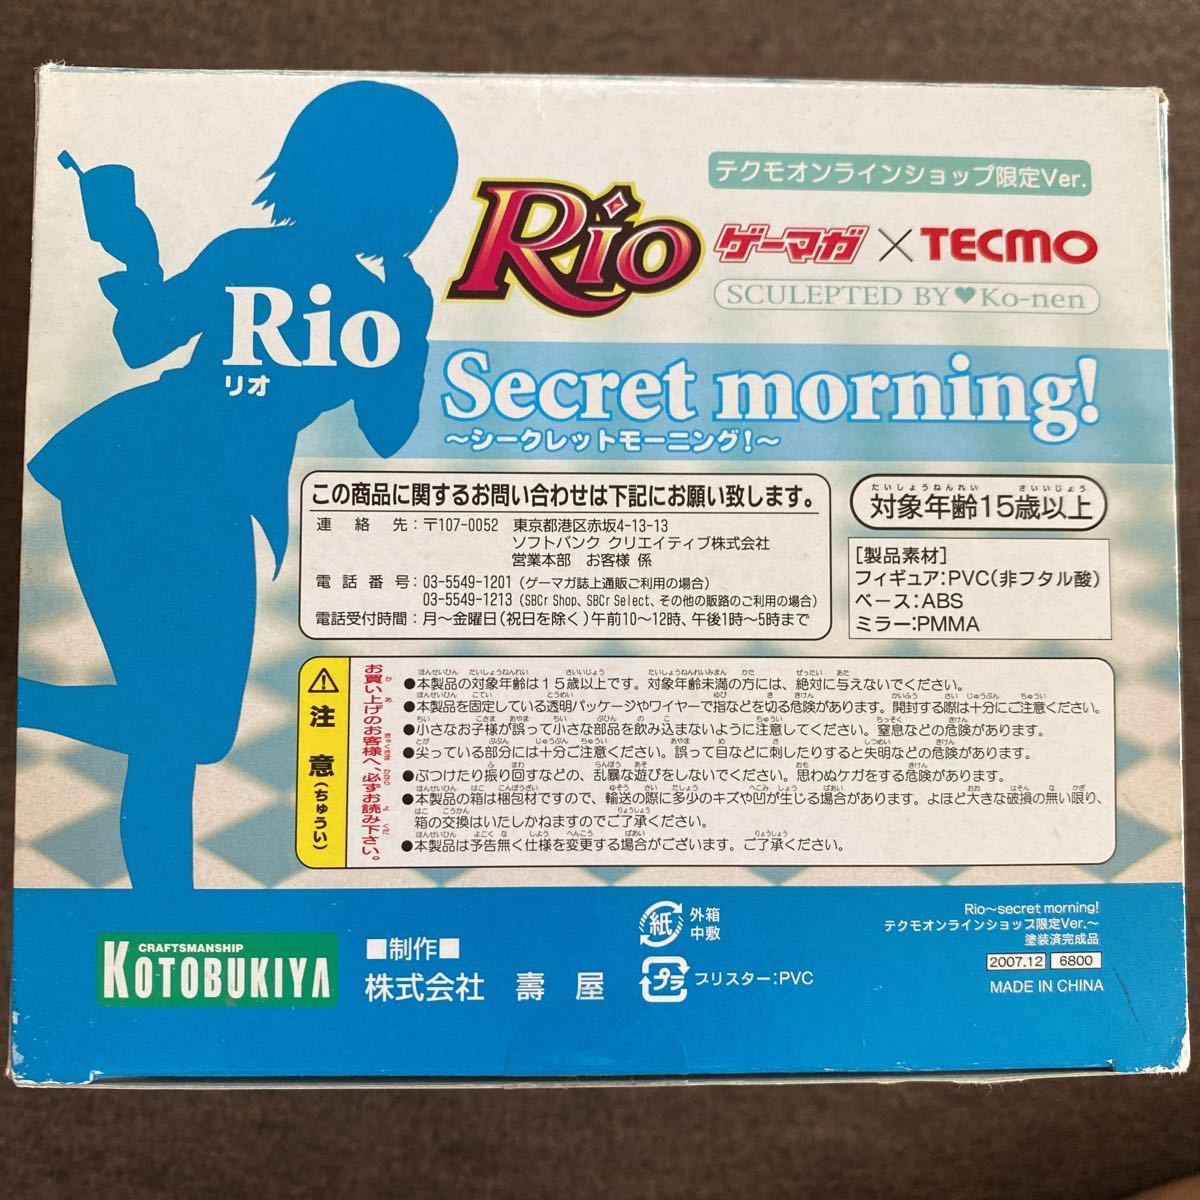 テクモオンラインショップ限定Ver.
Rio
ゲーマガ×TECMO
SCULEPTED BY♥Ko-nen
Rio
リオ
Secret morning!
〜シークレットモーニング!〜
この商品に関するお問い合わせは下記にお願い致します。
連絡先:〒107-0052 東京都港区赤坂4-13-13
ソフトバンク クリエイティブ株式会社
営業本部 お客様 係
電話番号:03-5549-1201(ゲーマガ誌上通販ご利用の場合)
03-5549-1213(SBCr Shop、SBCr Select、その他の販路のご利用の場合)
電話受付時間:月〜金曜日(祝日を除く)午前10〜12時、午後1時〜5時まで
たいしょうねんれい さいいじょう
対象年齢15歳以上
[製品素材]
フィギュア:PVC(非フタル酸)
ベース:ABS
ミラー:PMMA
注意(ちゅうい)
お買い上げのお客様へ、必ずお読み下さい。
●本製品の対象年齢は15歳以上です。対象年齢未満の方には、絶対に与えないでください。
●本製品を固定している透明パッケージやワイヤーで指などを切る危険があります。開封する際は十分にご注意ください。
●小さなお子様が誤って小さな部品を飲み込まないように注意してください。窒息などの危険があります。
●尖っている部分には十分ご注意ください。誤って目などに刺したりすると失明などの危険があります。
●ぶつけたり振り回すなどの、乱暴な遊びをしないでください。思わぬケガをする危険があります。
●本製品の箱は梱包材ですので、輸送の際に多少のキズや凹が生じる場合があります。よほど大きな破損の無い限り、
箱の交換はいたしかねますのでご了承ください。
●本製品は予告無く仕様を変更する場合がございます。ご了承ください。
CRAFTSMANSHIP
KOTOBUKIYA
■制作■
株式会社 壽屋
紙
外箱
中敷
プラ
ブリスター:PVC
Rio〜secret morning!
テクモオンラインショップ限定Ver.〜
塗装済完成品
2007.12 6800
MADE IN CHINA